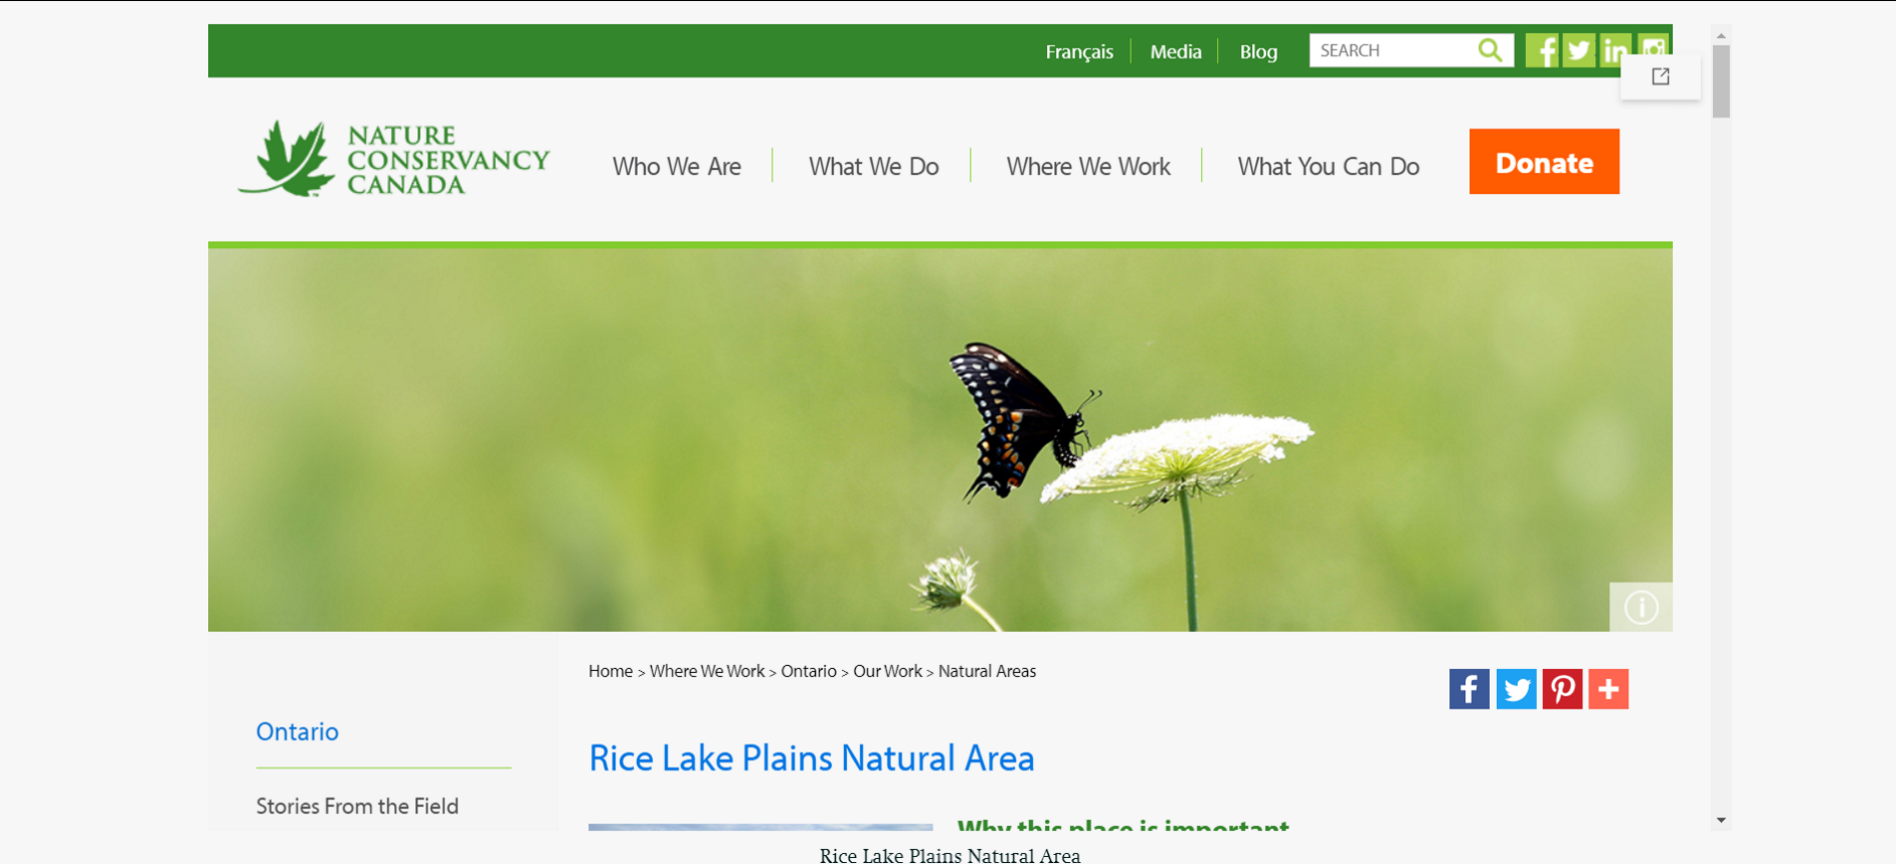 Français
Media
Blog
SEARCH
NATURE
CONSERVANCY
CANADA
Who We Are
What We Do
Where We Work
What You Can Do
Donate
Home > Where We Work > Ontario > Our Work > Natural Areas
Ontario
Rice Lake Plains Natural Area
Stories From the Field
Why this place is important
Rice Lake Plains Natural Area